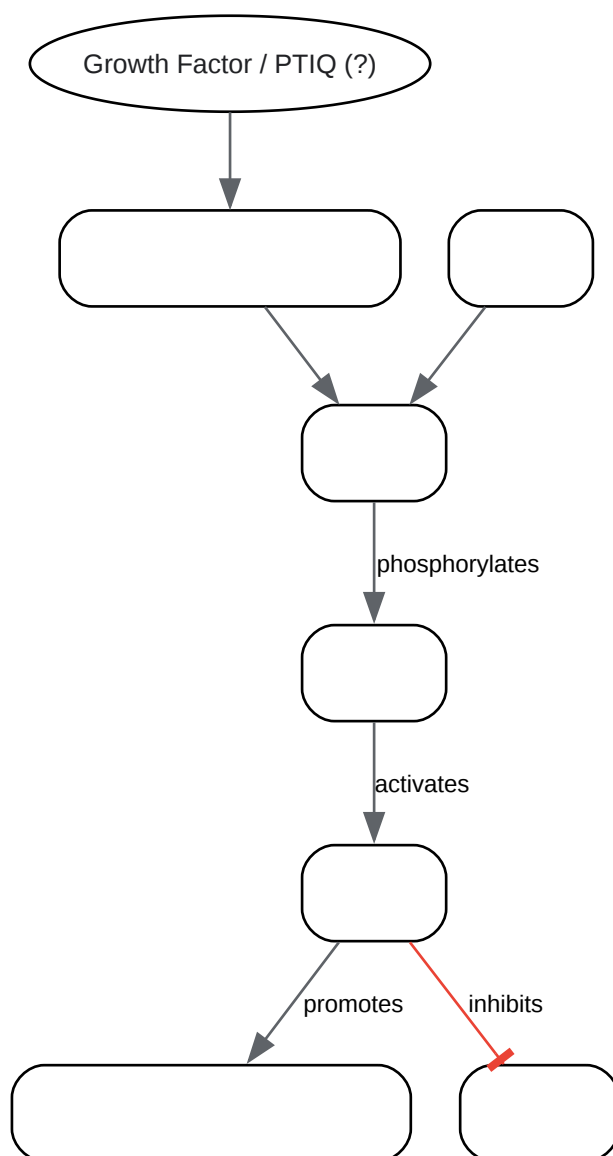 Growth Factor / PTIQ (?)
phosphorylates
activates
promotes
inhibits